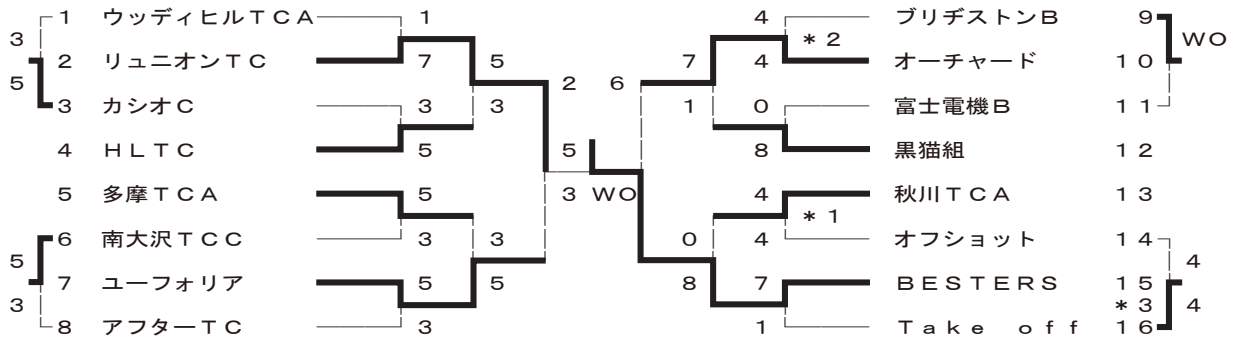 1 ウッディヒルTCA 1 4 ブリヂストンB 9
3 7 *2 WO
2 リュニオンTC 7 5 4 オーチャード 10
5 2 6
3 カシオC 3 3 1 0 富士電機B 11
4 HLTC 5 5 8 黒猫組 12
5 多摩TCA 5 3 WO 4 秋川TCA 13
*1
6 南大沢TCC 3 3 0 4 オフショット 14
5 4
7 ユーフォリア 5 5 8 7 BESTERS 15
3 *3 4
8 アフターTC 3 1 Take off 16